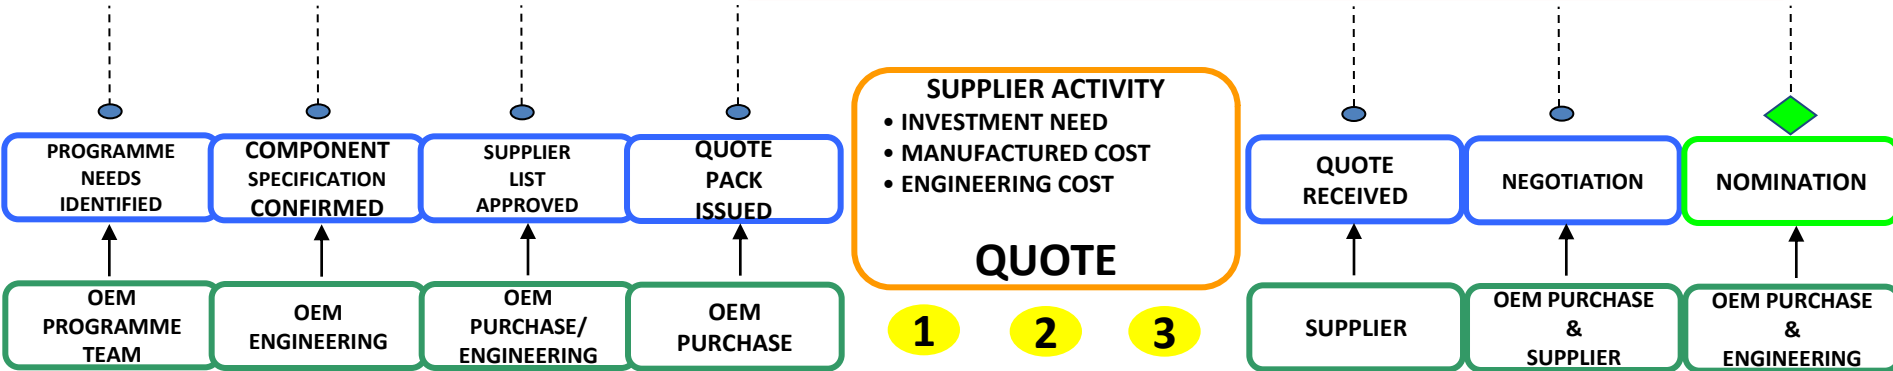 PROGRAMME
NEEDS
IDENTIFIED
COMPONENT
SPECIFICATION
CONFIRMED
SUPPLIER
LIST
APPROVED
QUOTE
PACK
ISSUED
SUPPLIER ACTIVITY
• INVESTMENT NEED
• MANUFACTURED COST
• ENGINEERING COST
QUOTE
QUOTE
RECEIVED
NEGOTIATION
NOMINATION
OEM
PROGRAMME
TEAM
OEM
ENGINEERING
OEM
PURCHASE/
ENGINEERING
OEM
PURCHASE
1
2
3
SUPPLIER
OEM PURCHASE
&
SUPPLIER
OEM PURCHASE
&
ENGINEERING